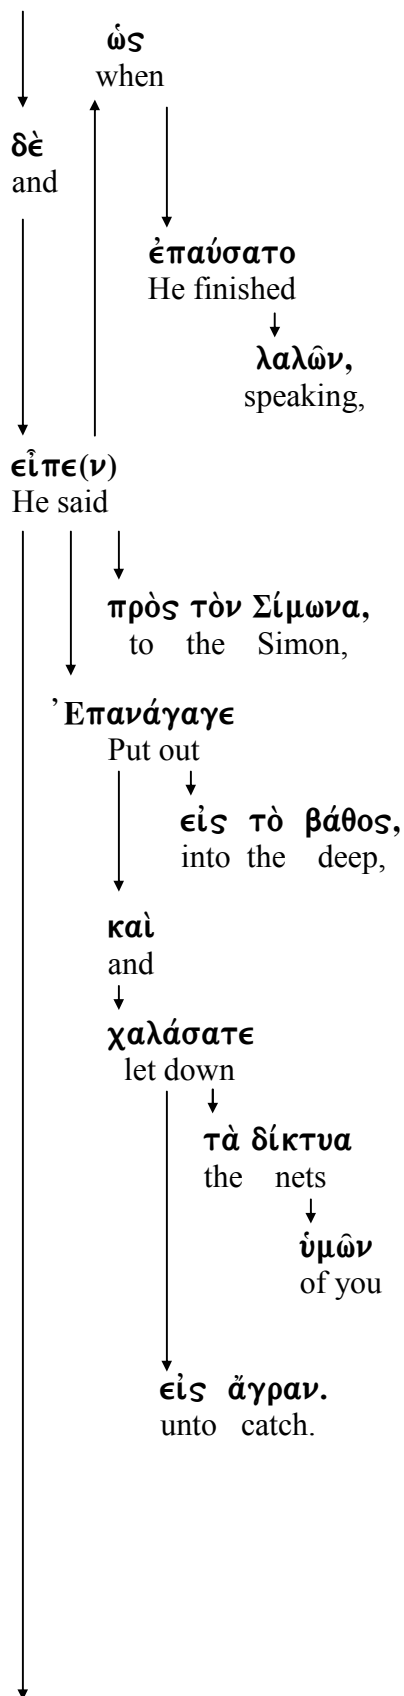 ὡς
when
δὲ
and
ἐπαύσατο
He finished
λαλῶν,
speaking,
εἶπε(ν)
He said
πρὸς τὸν Σίμωνα,
to the Simon,
Ἐπανάγαγε
Put out
εἰς τὸ βάθος,
into the deep,
καὶ
and
χαλάσατε
let down
τὰ δίκτυα
the nets
ὑμῶν
of you
εἰς ἄγραν.
unto catch.